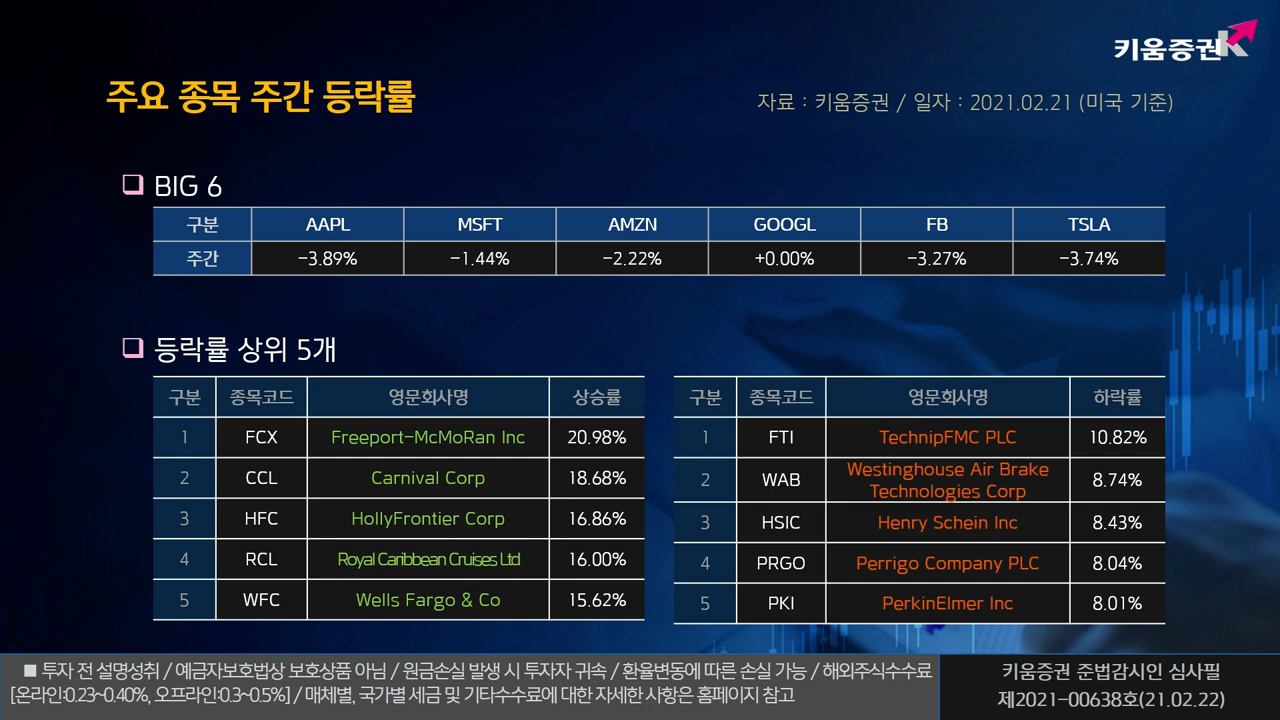 키움증권
주요 종목 주간 등락률
자료 : 키움증권 / 일자 : 2021.02.21 (미국 기준)
❏ BIG 6
구분 AAPL MSFT AMZN GOOGL FB TSLA
주간 -3.89% -1.44% -2.22% +0.00% -3.27% -3.74%
❏ 등락률 상위 5개
구분 종목코드 영문회사명 상승률
1 FCX Freeport-McMoRan Inc 20.98%
2 CCL Carnival Corp 18.68%
3 HFC HollyFrontier Corp 16.86%
4 RCL Royal Caribbean Cruises Ltd 16.00%
5 WFC Wells Fargo & Co 15.62%
구분 종목코드 영문회사명 하락률
1 FTI TechnipFMC PLC 10.82%
2 WAB Westinghouse Air Brake
Technologies Corp 8.74%
3 HSIC Henry Schein Inc 8.43%
4 PRGO Perrigo Company PLC 8.04%
5 PKI PerkinElmer Inc 8.01%
■ 투자 전 설명성취 / 예금자보호법상 보호상품 아님 / 원금손실 발생 시 투자자 귀속 / 환율변동에 따른 손실 가능 / 해외주식수수료
[온라인:0.23~0.40%, 오프라인:0.3~0.5%] / 매체별, 국가별 세금 및 기타수수료에 대한 자세한 사항은 홈페이지 참고
키움증권 준법감시인 심사필
제2021-00638호(21.02.22)